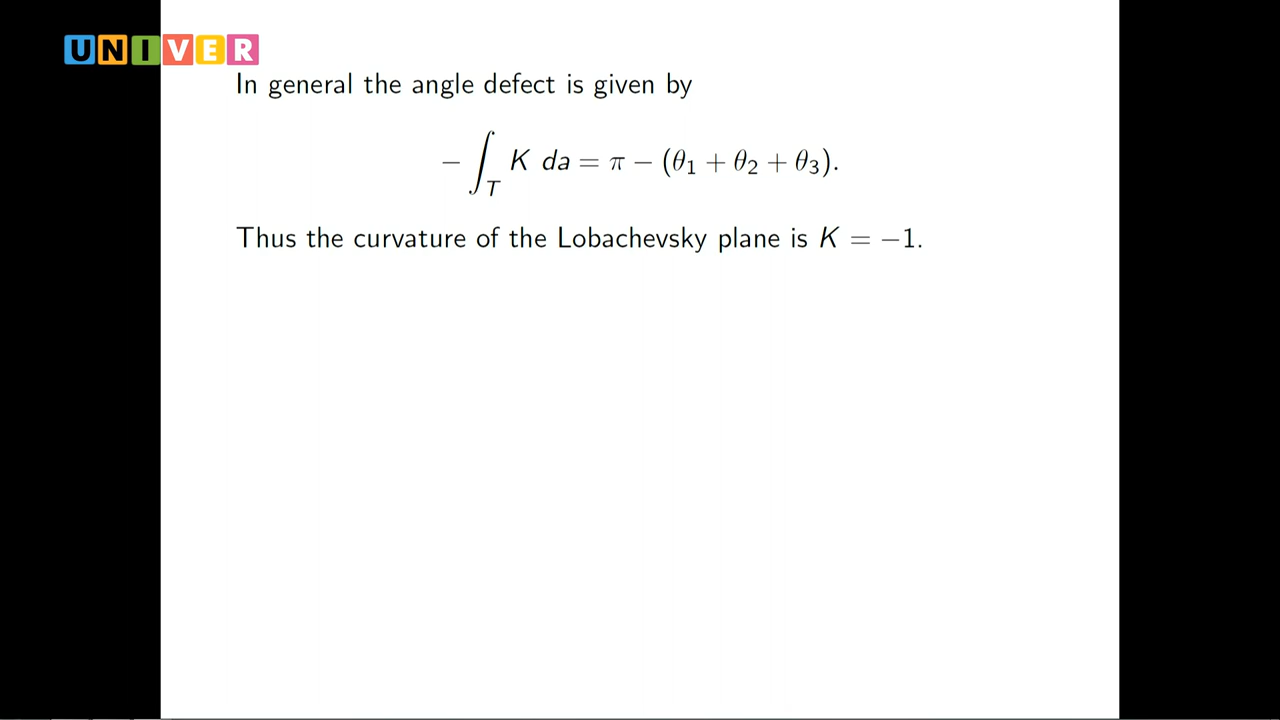 UNIVER
In general the angle defect is given by
− ∫_T K da = π − (θ₁ + θ₂ + θ₃).
Thus the curvature of the Lobachevsky plane is K = −1.